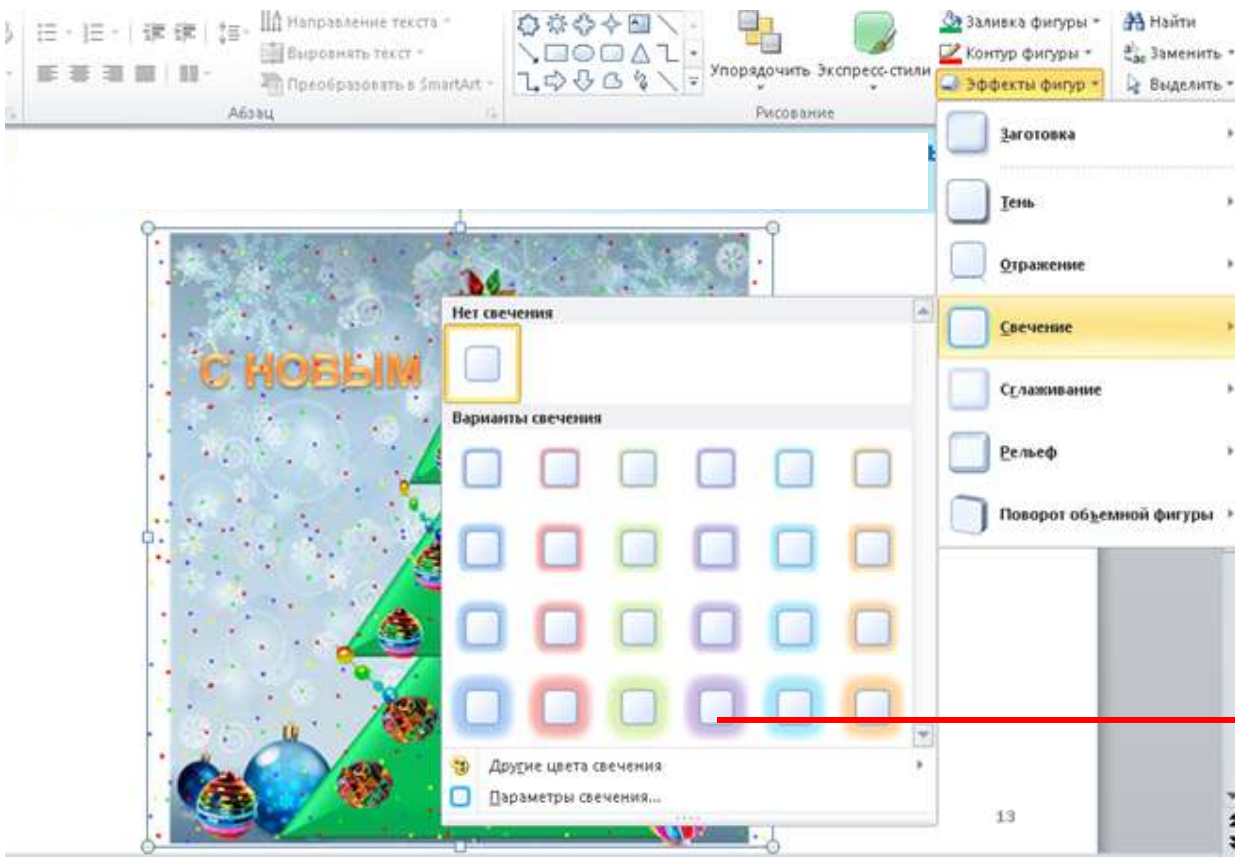 Направление текста
Выровнять текст
Преобразовать в SmartArt
Абзац
Упорядочить
Экспресс-стили
Рисование
Заливка фигуры
Контур фигуры
Эффекты фигур
Найти
Заменить
Выделить
Заготовка
Тень
Отражение
Свечение
Сглаживание
Рельеф
Поворот объемной фигуры
С НОВЫМ
Нет свечения
Варианты свечения
Другие цвета свечения
Параметры свечения...
13